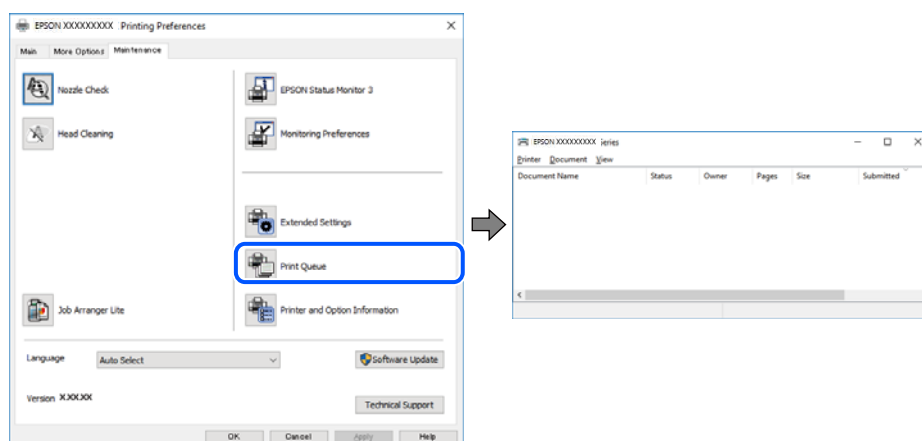 EPSON XXXXXXXXX Printing Preferences
Main More Options Maintenance
Nozzle Check
Head Cleaning
Job Arranger Lite
EPSON Status Monitor 3
Monitoring Preferences
Extended Settings
Print Queue
Printer and Option Information
Language Auto Select Software Update
Version X.XX.XX Technical Support
OK Cancel Apply Help
EPSON XXXXXXXXX
Printer Document View
Document Name Status Owner Pages Size Submitted